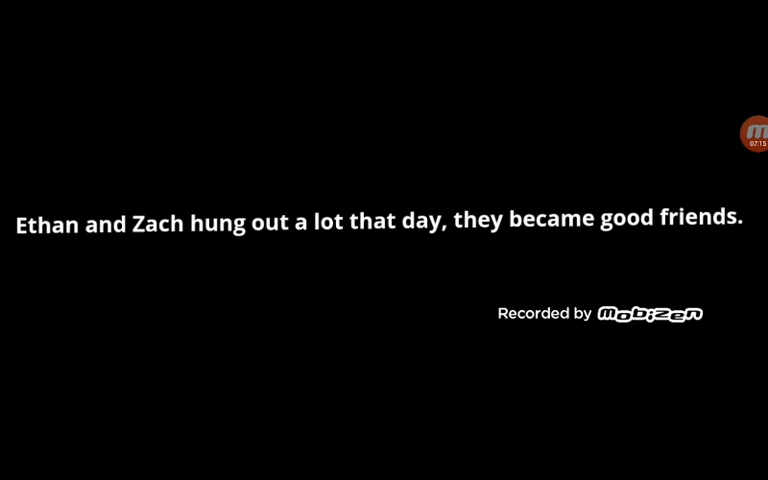 07:15
Ethan and Zach hung out a lot that day, they became good friends.
Recorded by mobizen